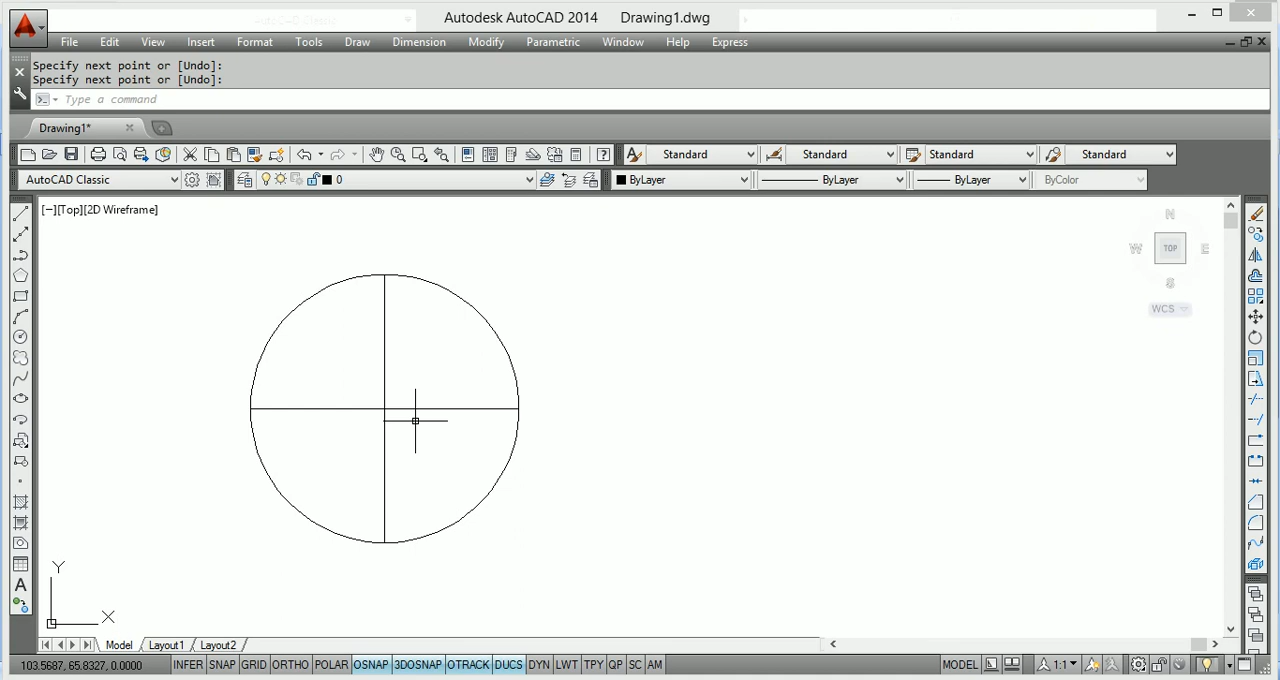 Autodesk AutoCAD 2014 Drawing1.dwg
File Edit View Insert Format Tools Draw Dimension Modify Parametric Window Help Express
Specify next point or [Undo]:
Specify next point or [Undo]:
Type a command
Drawing1*
Standard Standard Standard Standard
AutoCAD Classic 0 ByLayer ByLayer ByLayer ByColor
[−][Top][2D Wireframe]
N
W TOP E
S
WCS
A
Y
X
Model Layout1 Layout2
103.5687, 65.8327, 0.0000 INFER SNAP GRID ORTHO POLAR OSNAP 3DOSNAP OTRACK DUCS DYN LWT TPY QP SC AM MODEL 1:1